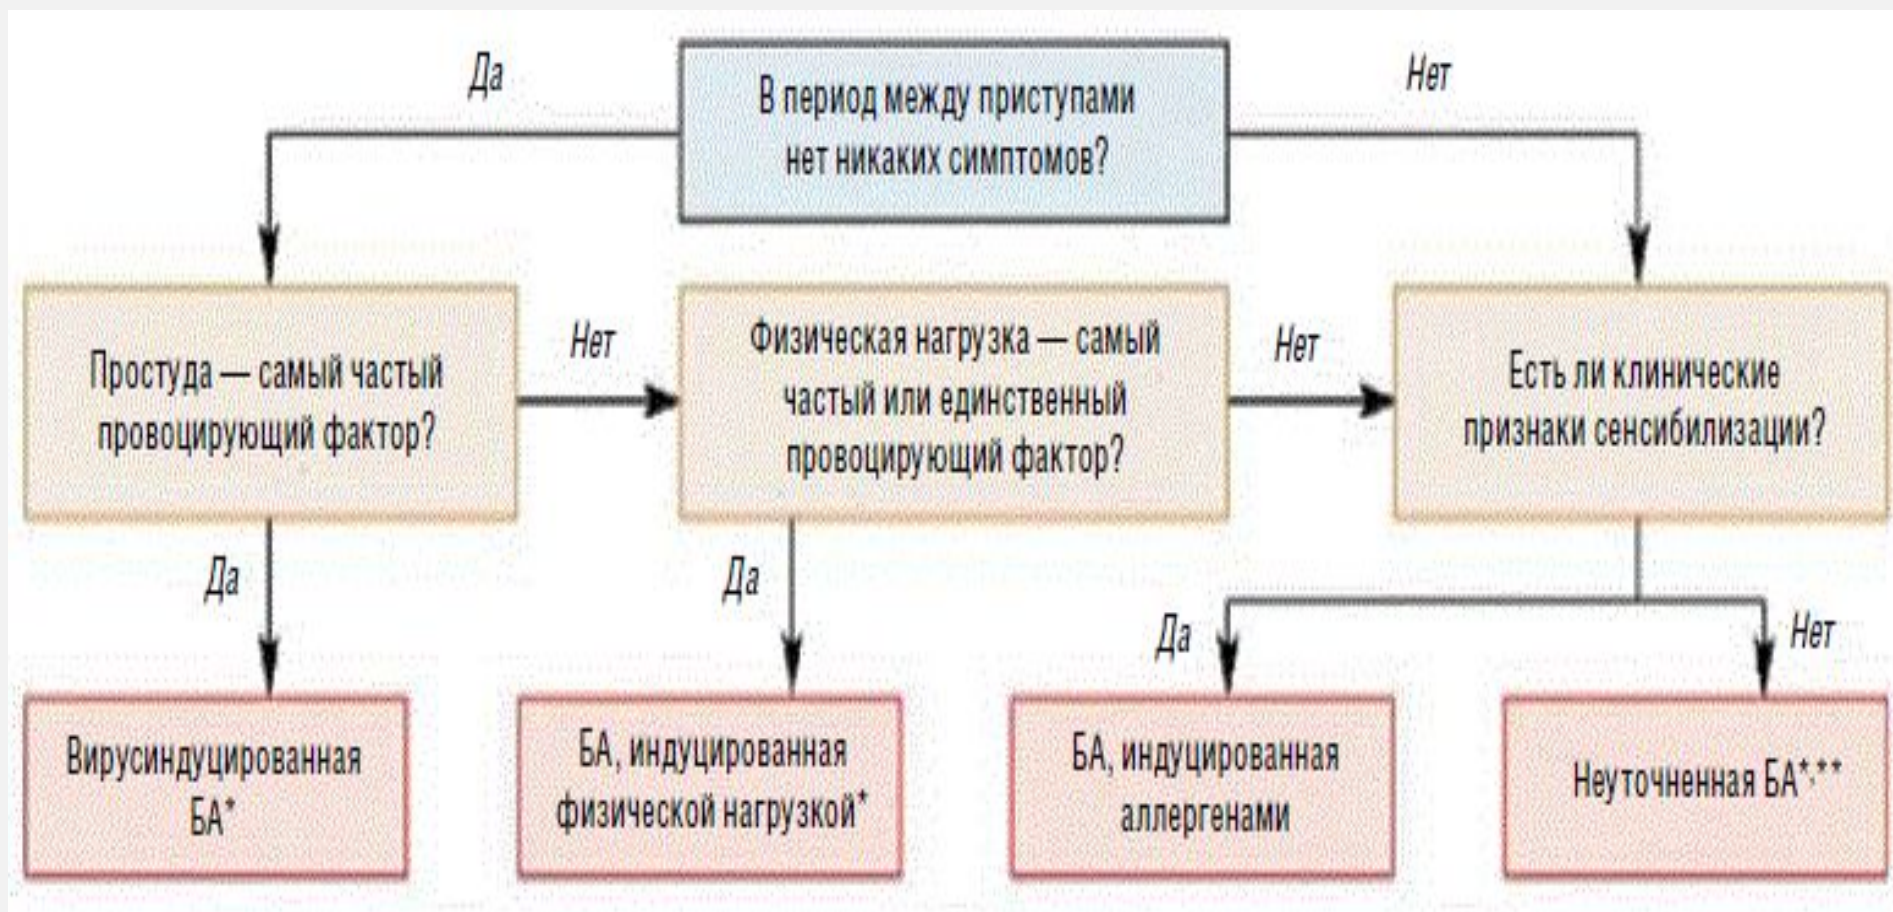 Да
В период между приступами
нет никаких симптомов?
Нет
Простуда — самый частый
провоцирующий фактор?
Нет
Физическая нагрузка — самый
частый или единственный
провоцирующий фактор?
Нет
Есть ли клинические
признаки сенсибилизации?
Да
Да
Да
Нет
Вирусиндуцированная
БА*
БА, индуцированная
физической нагрузкой*
БА, индуцированная
аллергенами
Неуточненная БА*,**